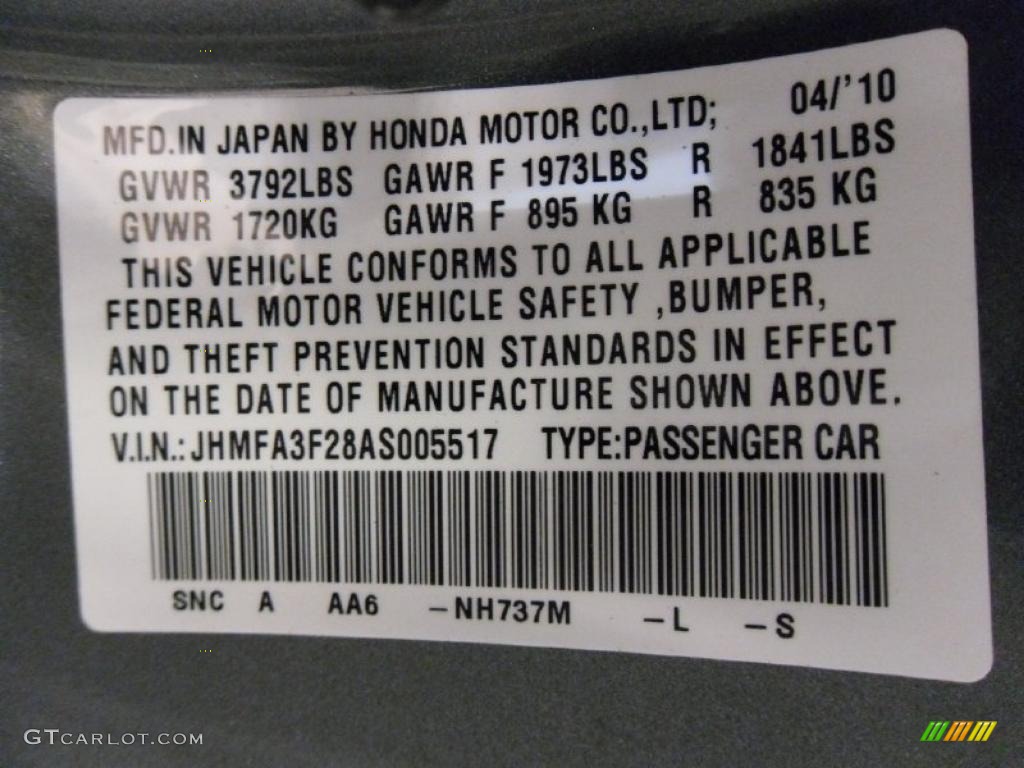 MFD.IN JAPAN BY HONDA MOTOR CO.,LTD; 04/'10
GVWR 3792LBS GAWR F 1973LBS R 1841LBS
GVWR 1720KG GAWR F 895 KG R 835 KG
THIS VEHICLE CONFORMS TO ALL APPLICABLE
FEDERAL MOTOR VEHICLE SAFETY ,BUMPER,
AND THEFT PREVENTION STANDARDS IN EFFECT
ON THE DATE OF MANUFACTURE SHOWN ABOVE.
V.I.N.:JHMFA3F28AS005517 TYPE:PASSENGER CAR
SNC A AA6 -NH737M -L -S
GTCARLOT.COM